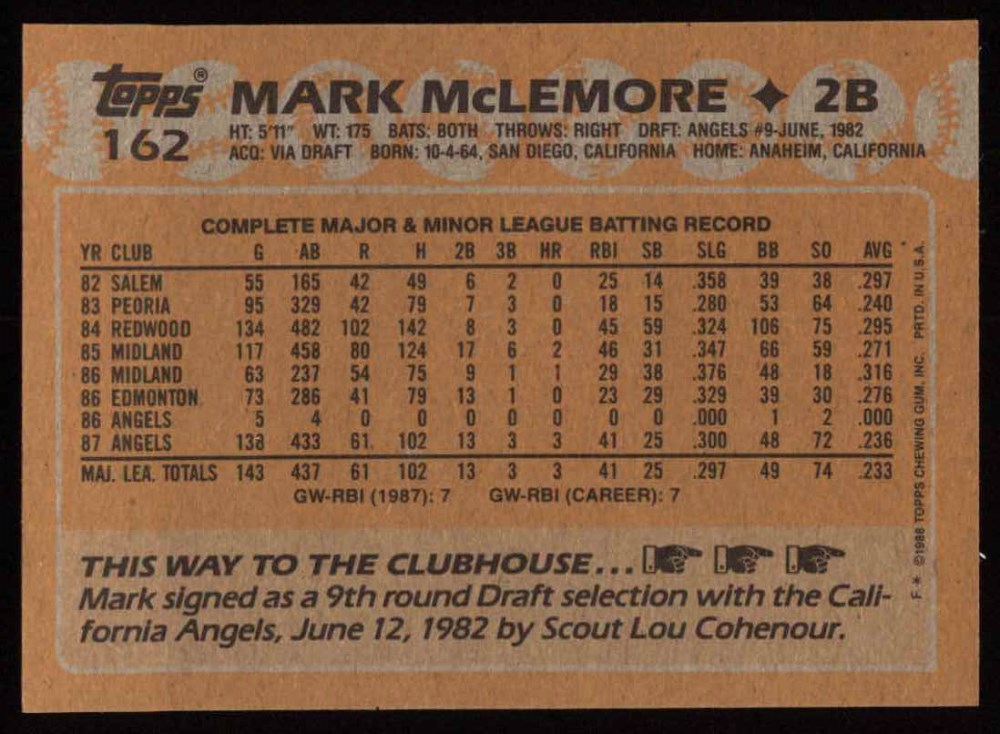 Topps® MARK McLEMORE ✦ 2B
162 HT: 5'11" WT: 175 BATS: BOTH THROWS: RIGHT DRFT: ANGELS #9-JUNE, 1982
ACQ: VIA DRAFT BORN: 10-4-64, SAN DIEGO, CALIFORNIA HOME: ANAHEIM, CALIFORNIA
COMPLETE MAJOR & MINOR LEAGUE BATTING RECORD
YR CLUB G AB R H 2B 3B HR RBI SB SLG BB SO AVG
82 SALEM 55 165 42 49 6 2 0 25 14 .358 39 38 .297
83 PEORIA 95 329 42 79 7 3 0 18 15 .280 53 64 .240
84 REDWOOD 134 482 102 142 8 3 0 45 59 .324 106 75 .295
85 MIDLAND 117 458 80 124 17 6 2 46 31 .347 66 59 .271
86 MIDLAND 63 237 54 75 9 1 1 29 38 .376 48 18 .316
86 EDMONTON 73 286 41 79 13 1 0 23 29 .329 39 30 .276
86 ANGELS 5 4 0 0 0 0 0 0 0 .000 1 2 .000
87 ANGELS 138 433 61 102 13 3 3 41 25 .300 48 72 .236
MAJ. LEA. TOTALS 143 437 61 102 13 3 3 41 25 .297 49 74 .233
GW-RBI (1987): 7 GW-RBI (CAREER): 7
THIS WAY TO THE CLUBHOUSE...
Mark signed as a 9th round Draft selection with the Cali-
fornia Angels, June 12, 1982 by Scout Lou Cohenour.
F* ©1988 TOPPS CHEWING GUM, INC. PRTD. IN U.S.A.